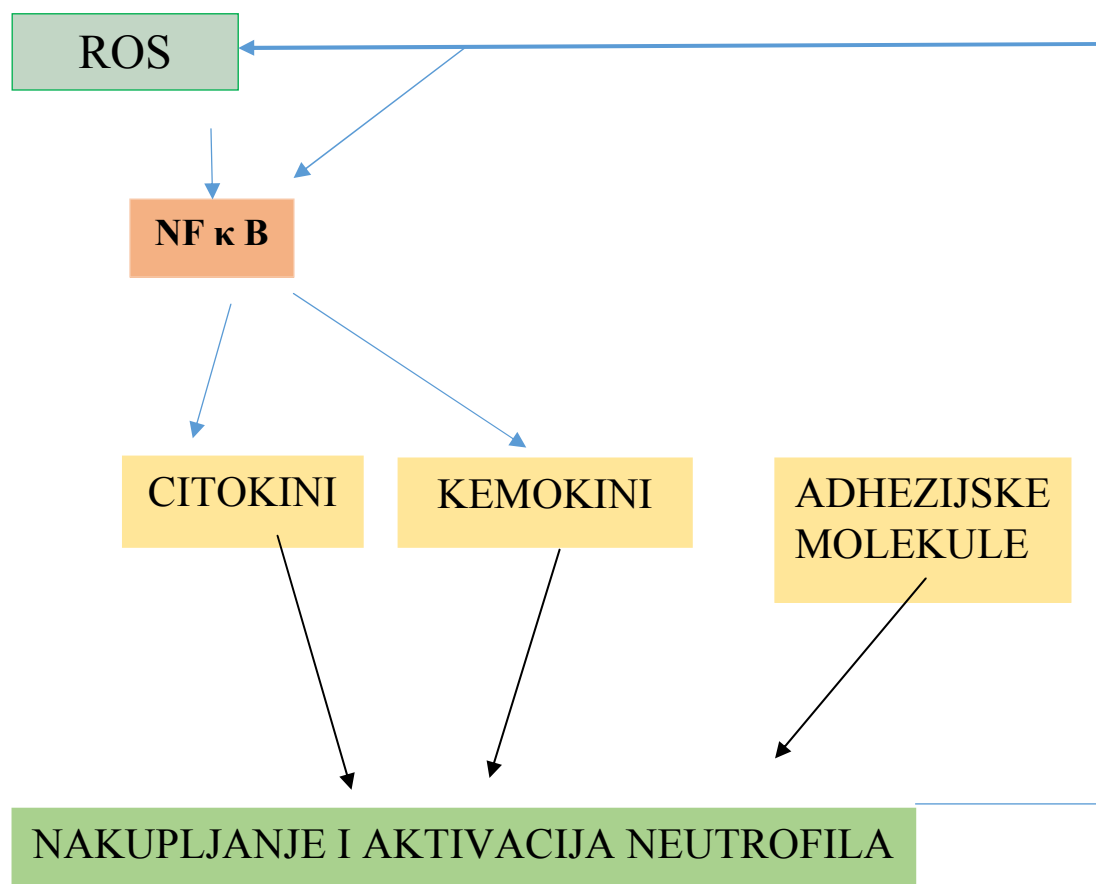 ROS
NF κ B
CITOKINI
KEMOKINI
ADHEZIJSKE
MOLEKULE
NAKUPLJANJE I AKTIVACIJA NEUTROFILA